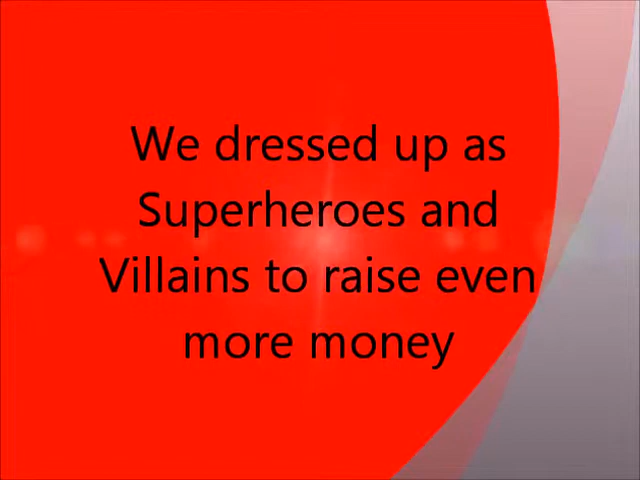 We dressed up as
Superheroes and
Villains to raise even
more money